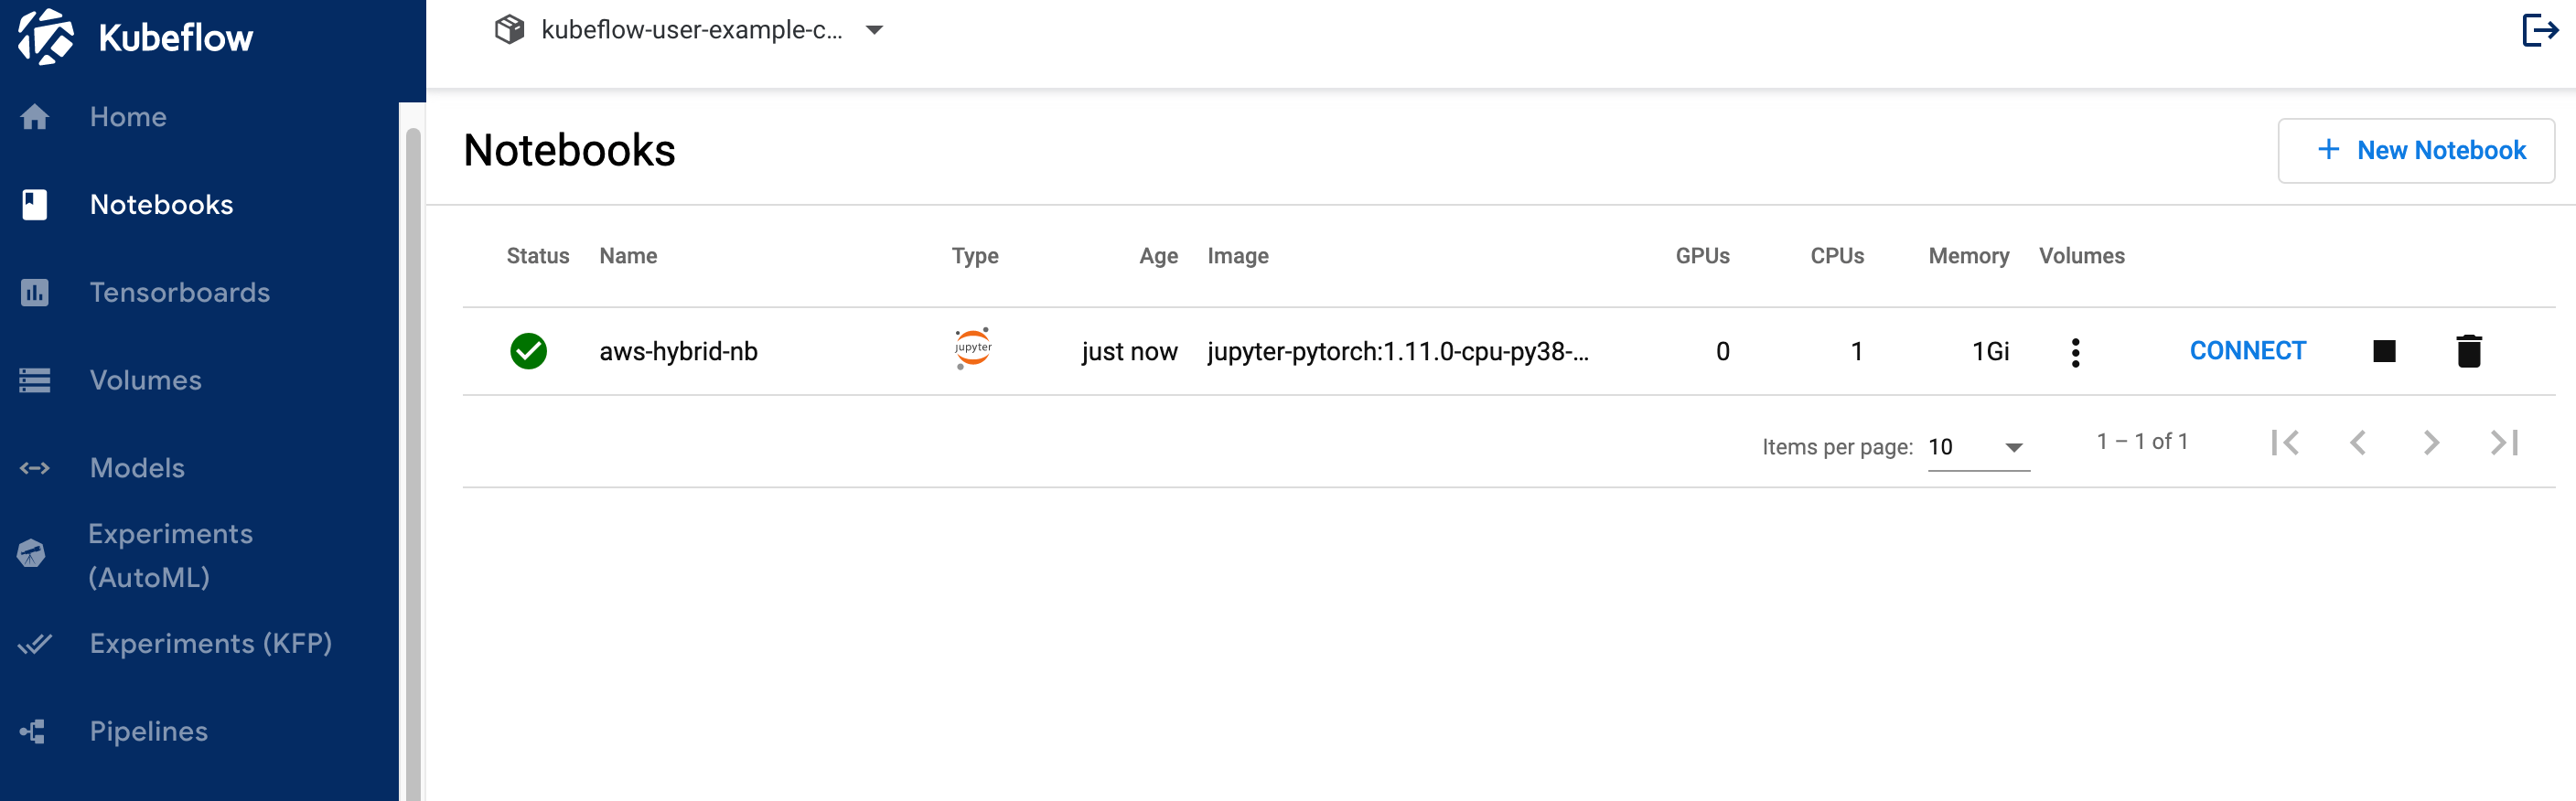 Kubeflow
kubeflow-user-example-c...
Home
Notebooks
Tensorboards
Volumes
Models
Experiments
(AutoML)
Experiments (KFP)
Pipelines
Notebooks
New Notebook
Status Name Type Age Image GPUs CPUs Memory Volumes
aws-hybrid-nb jupyter just now jupyter-pytorch:1.11.0-cpu-py38-... 0 1 1Gi CONNECT
Items per page: 10 1 – 1 of 1